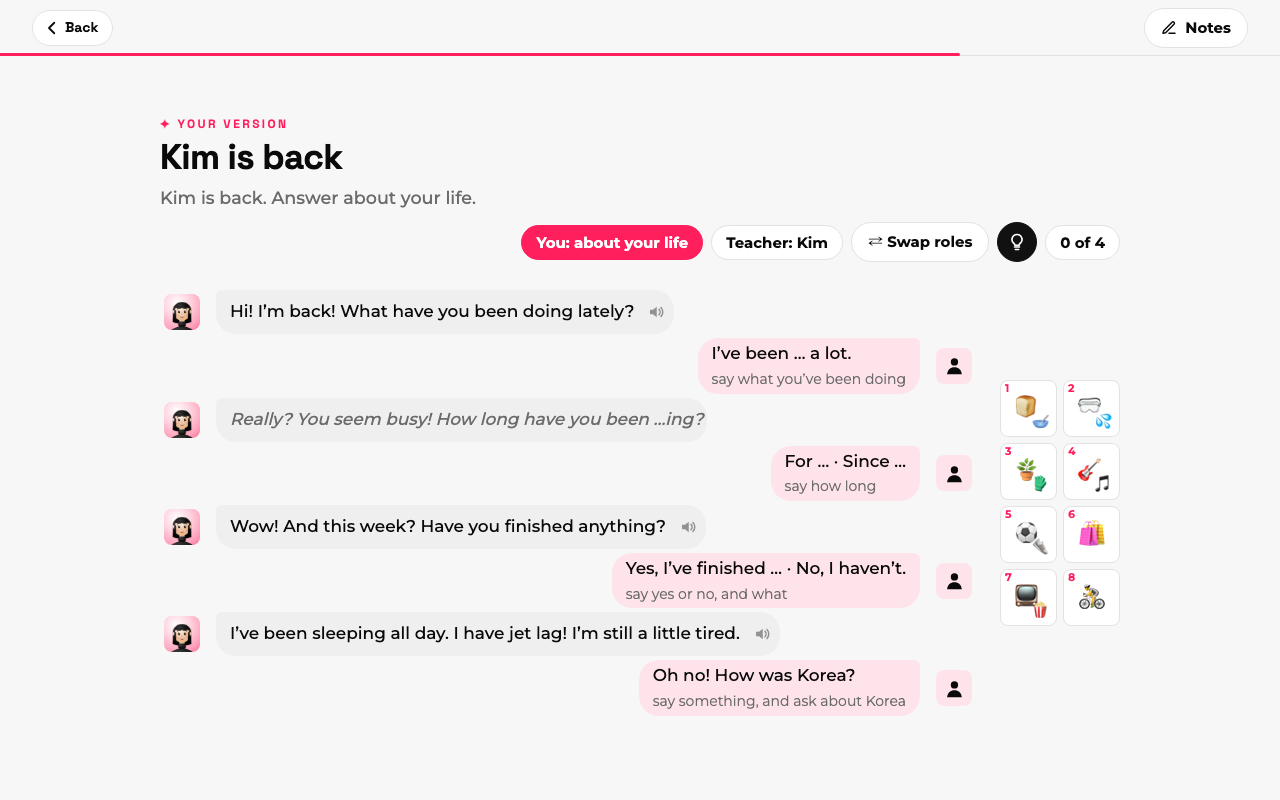 Back
Notes
✦ YOUR VERSION
Kim is back
Kim is back. Answer about your life.
You: about your life
Teacher: Kim
⇄ Swap roles
0 of 4
Hi! I’m back! What have you been doing lately?
I’ve been … a lot.
say what you’ve been doing
Really? You seem busy! How long have you been …ing?
For … · Since …
say how long
Wow! And this week? Have you finished anything?
Yes, I’ve finished … · No, I haven’t.
say yes or no, and what
I’ve been sleeping all day. I have jet lag! I’m still a little tired.
Oh no! How was Korea?
say something, and ask about Korea
1
2
3
4
5
6
7
8